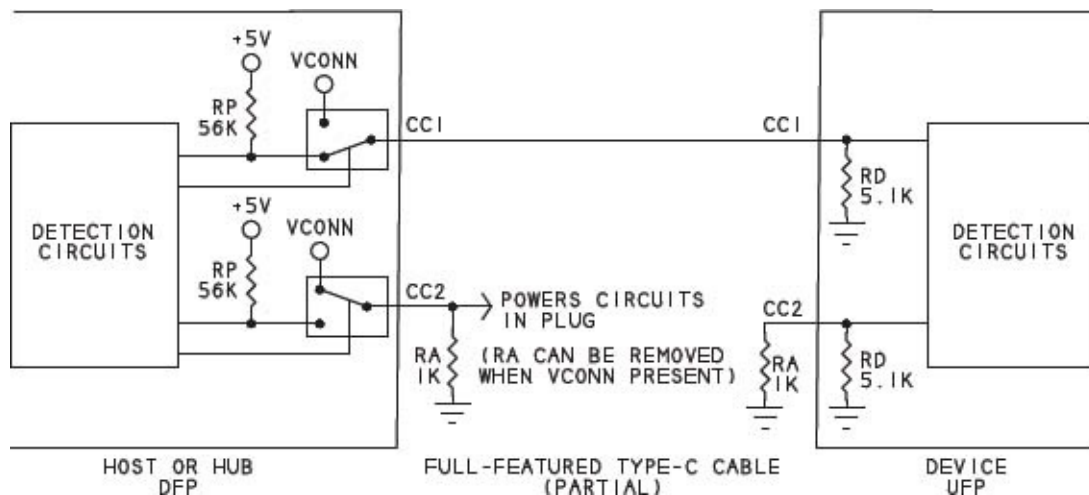 +5V
VCONN
RP
56K
CC1
CC1
RD
5.1K
DETECTION
CIRCUITS
DETECTION
CIRCUITS
+5V
VCONN
RP
56K
CC2
POWERS CIRCUITS
IN PLUG
CC2
RA
1K
(RA CAN BE REMOVED
WHEN VCONN PRESENT)
RA
1K
RD
5.1K
HOST OR HUB
DFP
FULL-FEATURED TYPE-C CABLE
(PARTIAL)
DEVICE
UFP